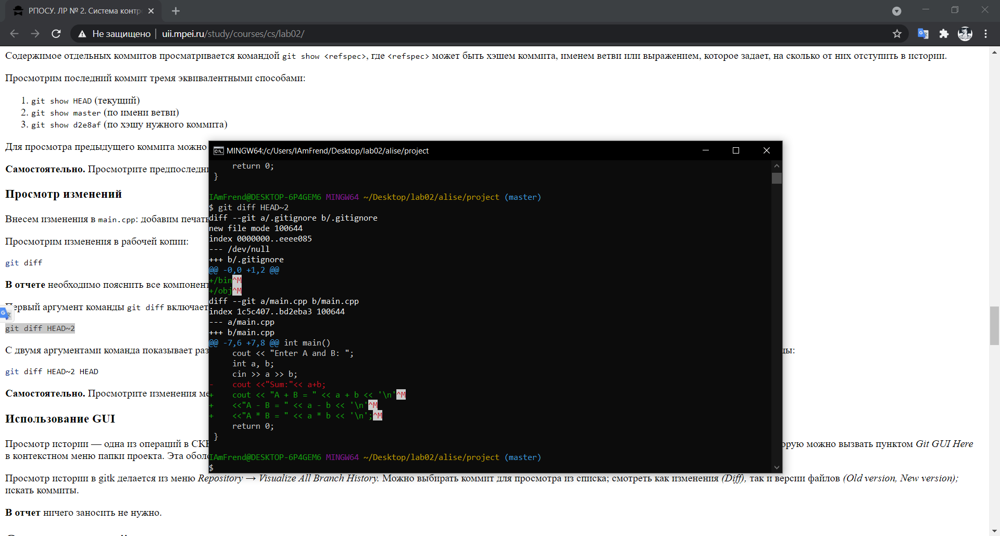 РПОСУ. ЛР № 2. Система контр
Не защищено | uii.mpei.ru/study/courses/cs/lab02/
Содержимое отдельных коммитов просматривается командой git show <refspec>, где <refspec> может быть хэшем коммита, именем ветви или выражением, которое задает, на сколько от них отступить в истории.
Просмотрим последний коммит тремя эквивалентными способами:
1. git show HEAD (текущий)
2. git show master (по имени ветви)
3. git show d2e8af (по хэшу нужного коммита)
Для просмотра предыдущего коммита можно
Самостоятельно. Просмотрите предпоследн
Просмотр изменений
Внесем изменения в main.cpp: добавим печать
Просмотрим изменения в рабочей копии:
git diff
В отчете необходимо пояснить все компонент
Первый аргумент команды git diff включает
git diff HEAD~2
С двумя аргументами команда показывает раз
ды:
git diff HEAD~2 HEAD
Самостоятельно. Просмотрите изменения ме
Использование GUI
Просмотр истории — одна из операций в СК
орую можно вызвать пунктом Git GUI Here
в контекстном меню папки проекта. Эта оболо
Просмотр истории в gitk делается из меню Repository → Visualize All Branch History. Можно выбирать коммит для просмотра из списка; смотреть как изменения (Diff), так и версии файлов (Old version, New version);
искать коммиты.
В отчет ничего заносить не нужно.
MINGW64:/c/Users/IAmFrend/Desktop/lab02/alise/project
    return 0;
}
IAmFrend@DESKTOP-6P4GEM6 MINGW64 ~/Desktop/lab02/alise/project (master)
$ git diff HEAD~2
diff --git a/.gitignore b/.gitignore
new file mode 100644
index 0000000..eeee085
--- /dev/null
+++ b/.gitignore
@@ -0,0 +1,2 @@
+/bin^M
+/obj^M
diff --git a/main.cpp b/main.cpp
index 1c5c407..bd2eba3 100644
--- a/main.cpp
+++ b/main.cpp
@@ -7,6 +7,8 @@ int main()
     cout << "Enter A and B: ";
     int a, b;
     cin >> a >> b;
-    cout <<"Sum:"<< a+b;
+    cout << "A + B = " << a + b << '\n'^M
+    <<"A - B = " << a - b << '\n'^M
+    <<"A * B = " << a * b << '\n';^M
     return 0;
 }
IAmFrend@DESKTOP-6P4GEM6 MINGW64 ~/Desktop/lab02/alise/project (master)
$